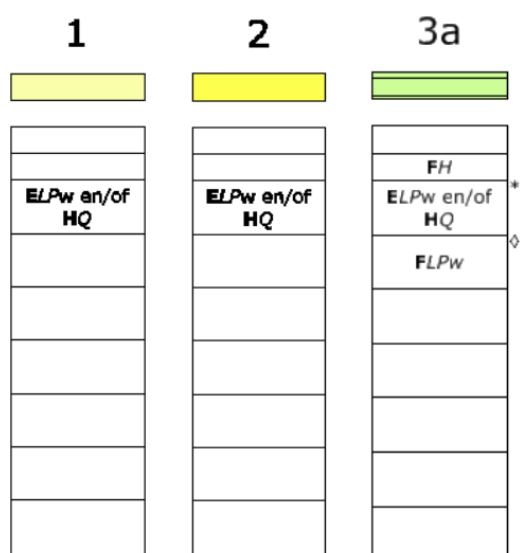 1 2 3a
FH
*
ELPw en/of
HQ
ELPw en/of
HQ
ELPw en/of
HQ
◊
FLPw